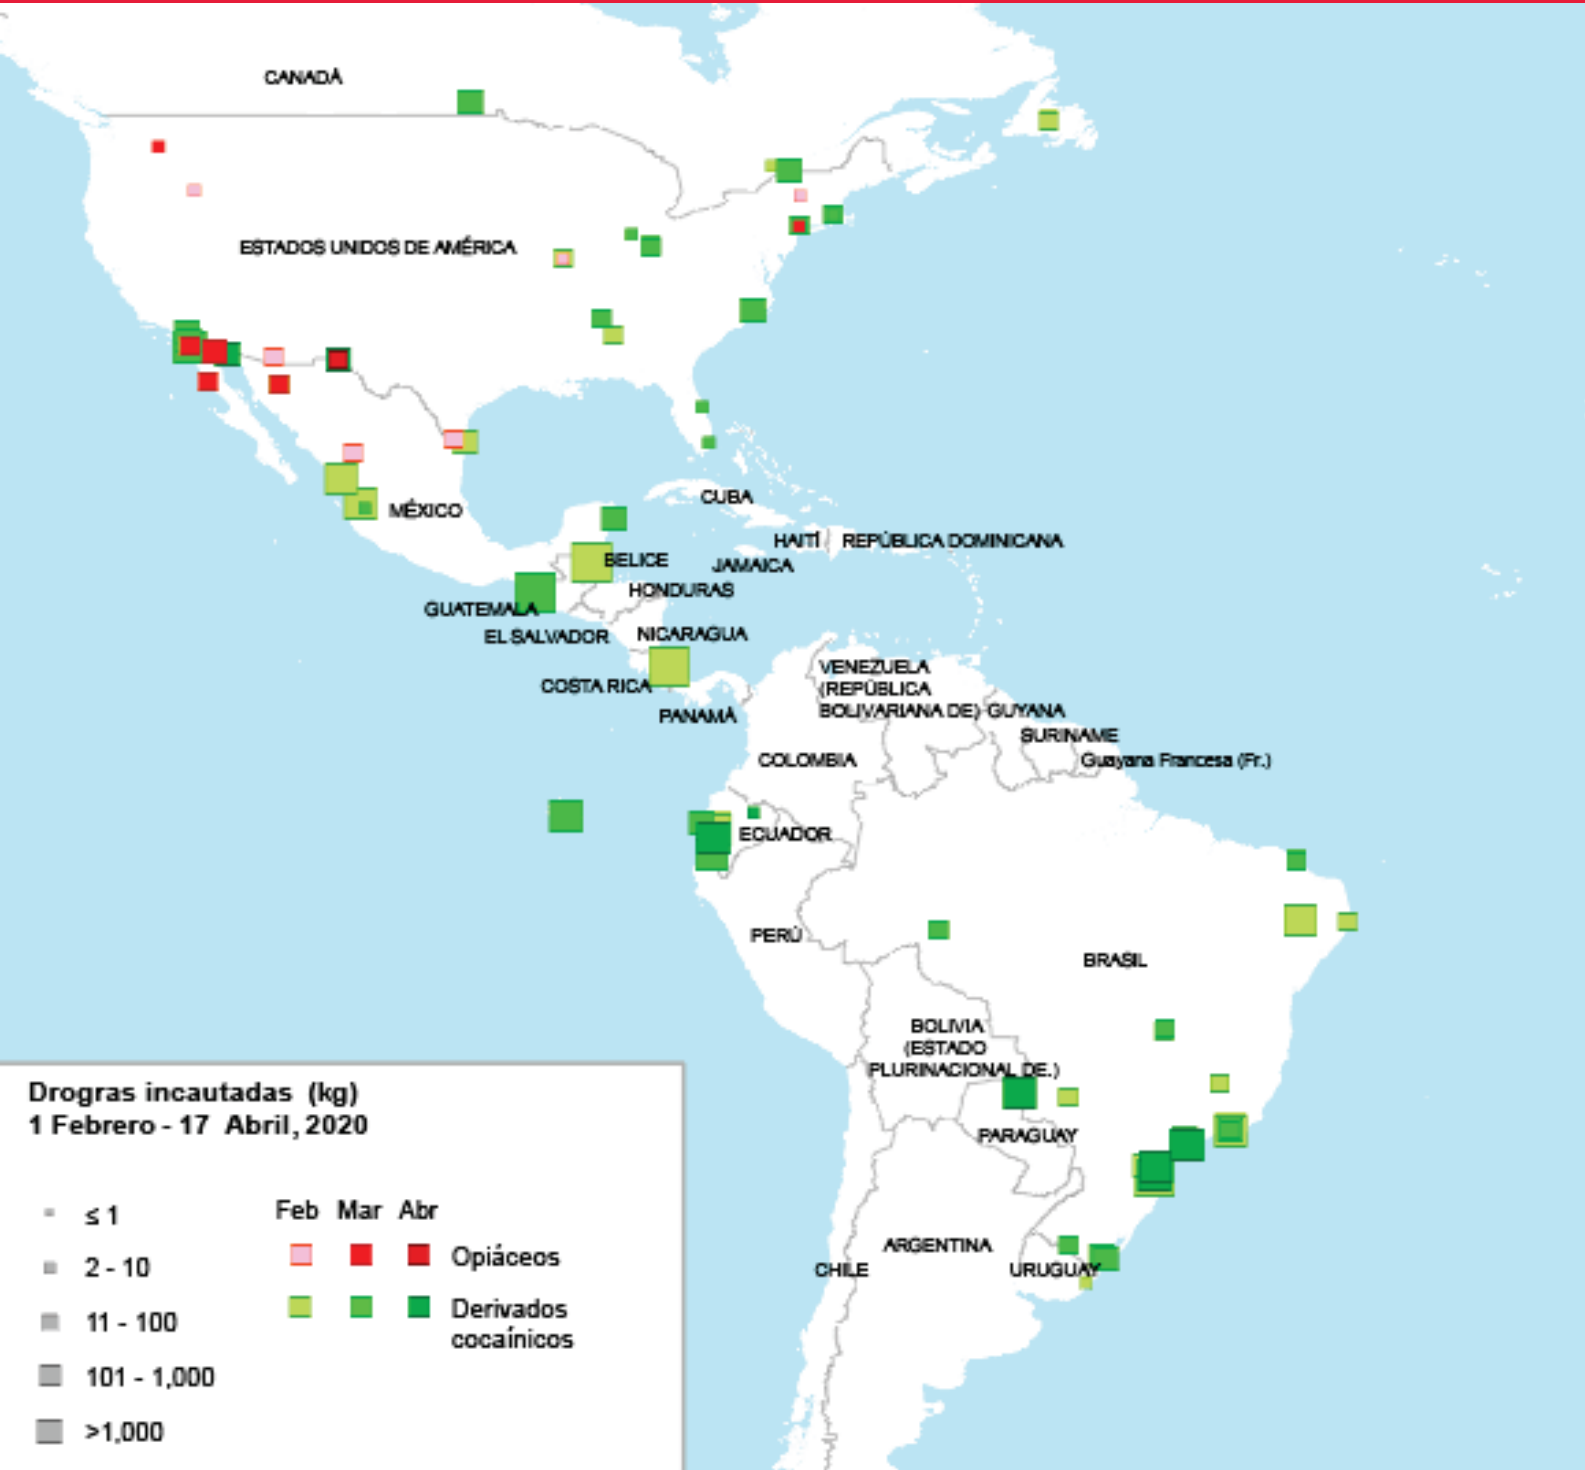 CANADÁ
ESTADOS UNIDOS DE AMÉRICA
MÉXICO
CUBA
HAITÍ
REPÚBLICA DOMINICANA
BELICE
JAMAICA
HONDURAS
GUATEMALA
EL SALVADOR
NICARAGUA
COSTA RICA
PANAMÁ
VENEZUELA
(REPÚBLICA
BOLIVARIANA DE)
GUYANA
SURINAME
Guayana Francesa (Fr.)
COLOMBIA
ECUADOR
PERÚ
BRASIL
BOLIVIA
(ESTADO
PLURINACIONAL DE.)
PARAGUAY
ARGENTINA
CHILE
URUGUAY
Drogras incautadas (kg)
1 Febrero - 17 Abril, 2020
≤ 1
2 - 10
11 - 100
101 - 1,000
>1,000
Feb Mar Abr
Opiáceos
Derivados
cocaínicos